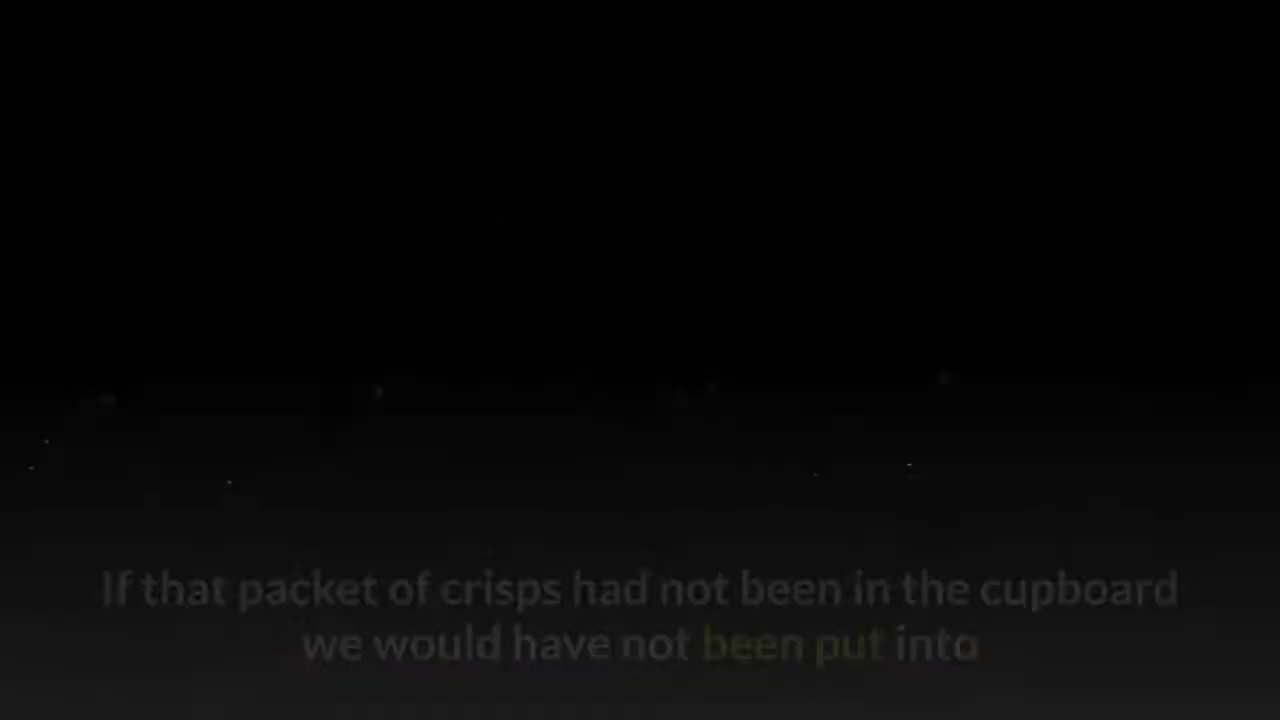 If that packet of crisps had not been in the cupboard
we would have not been put into